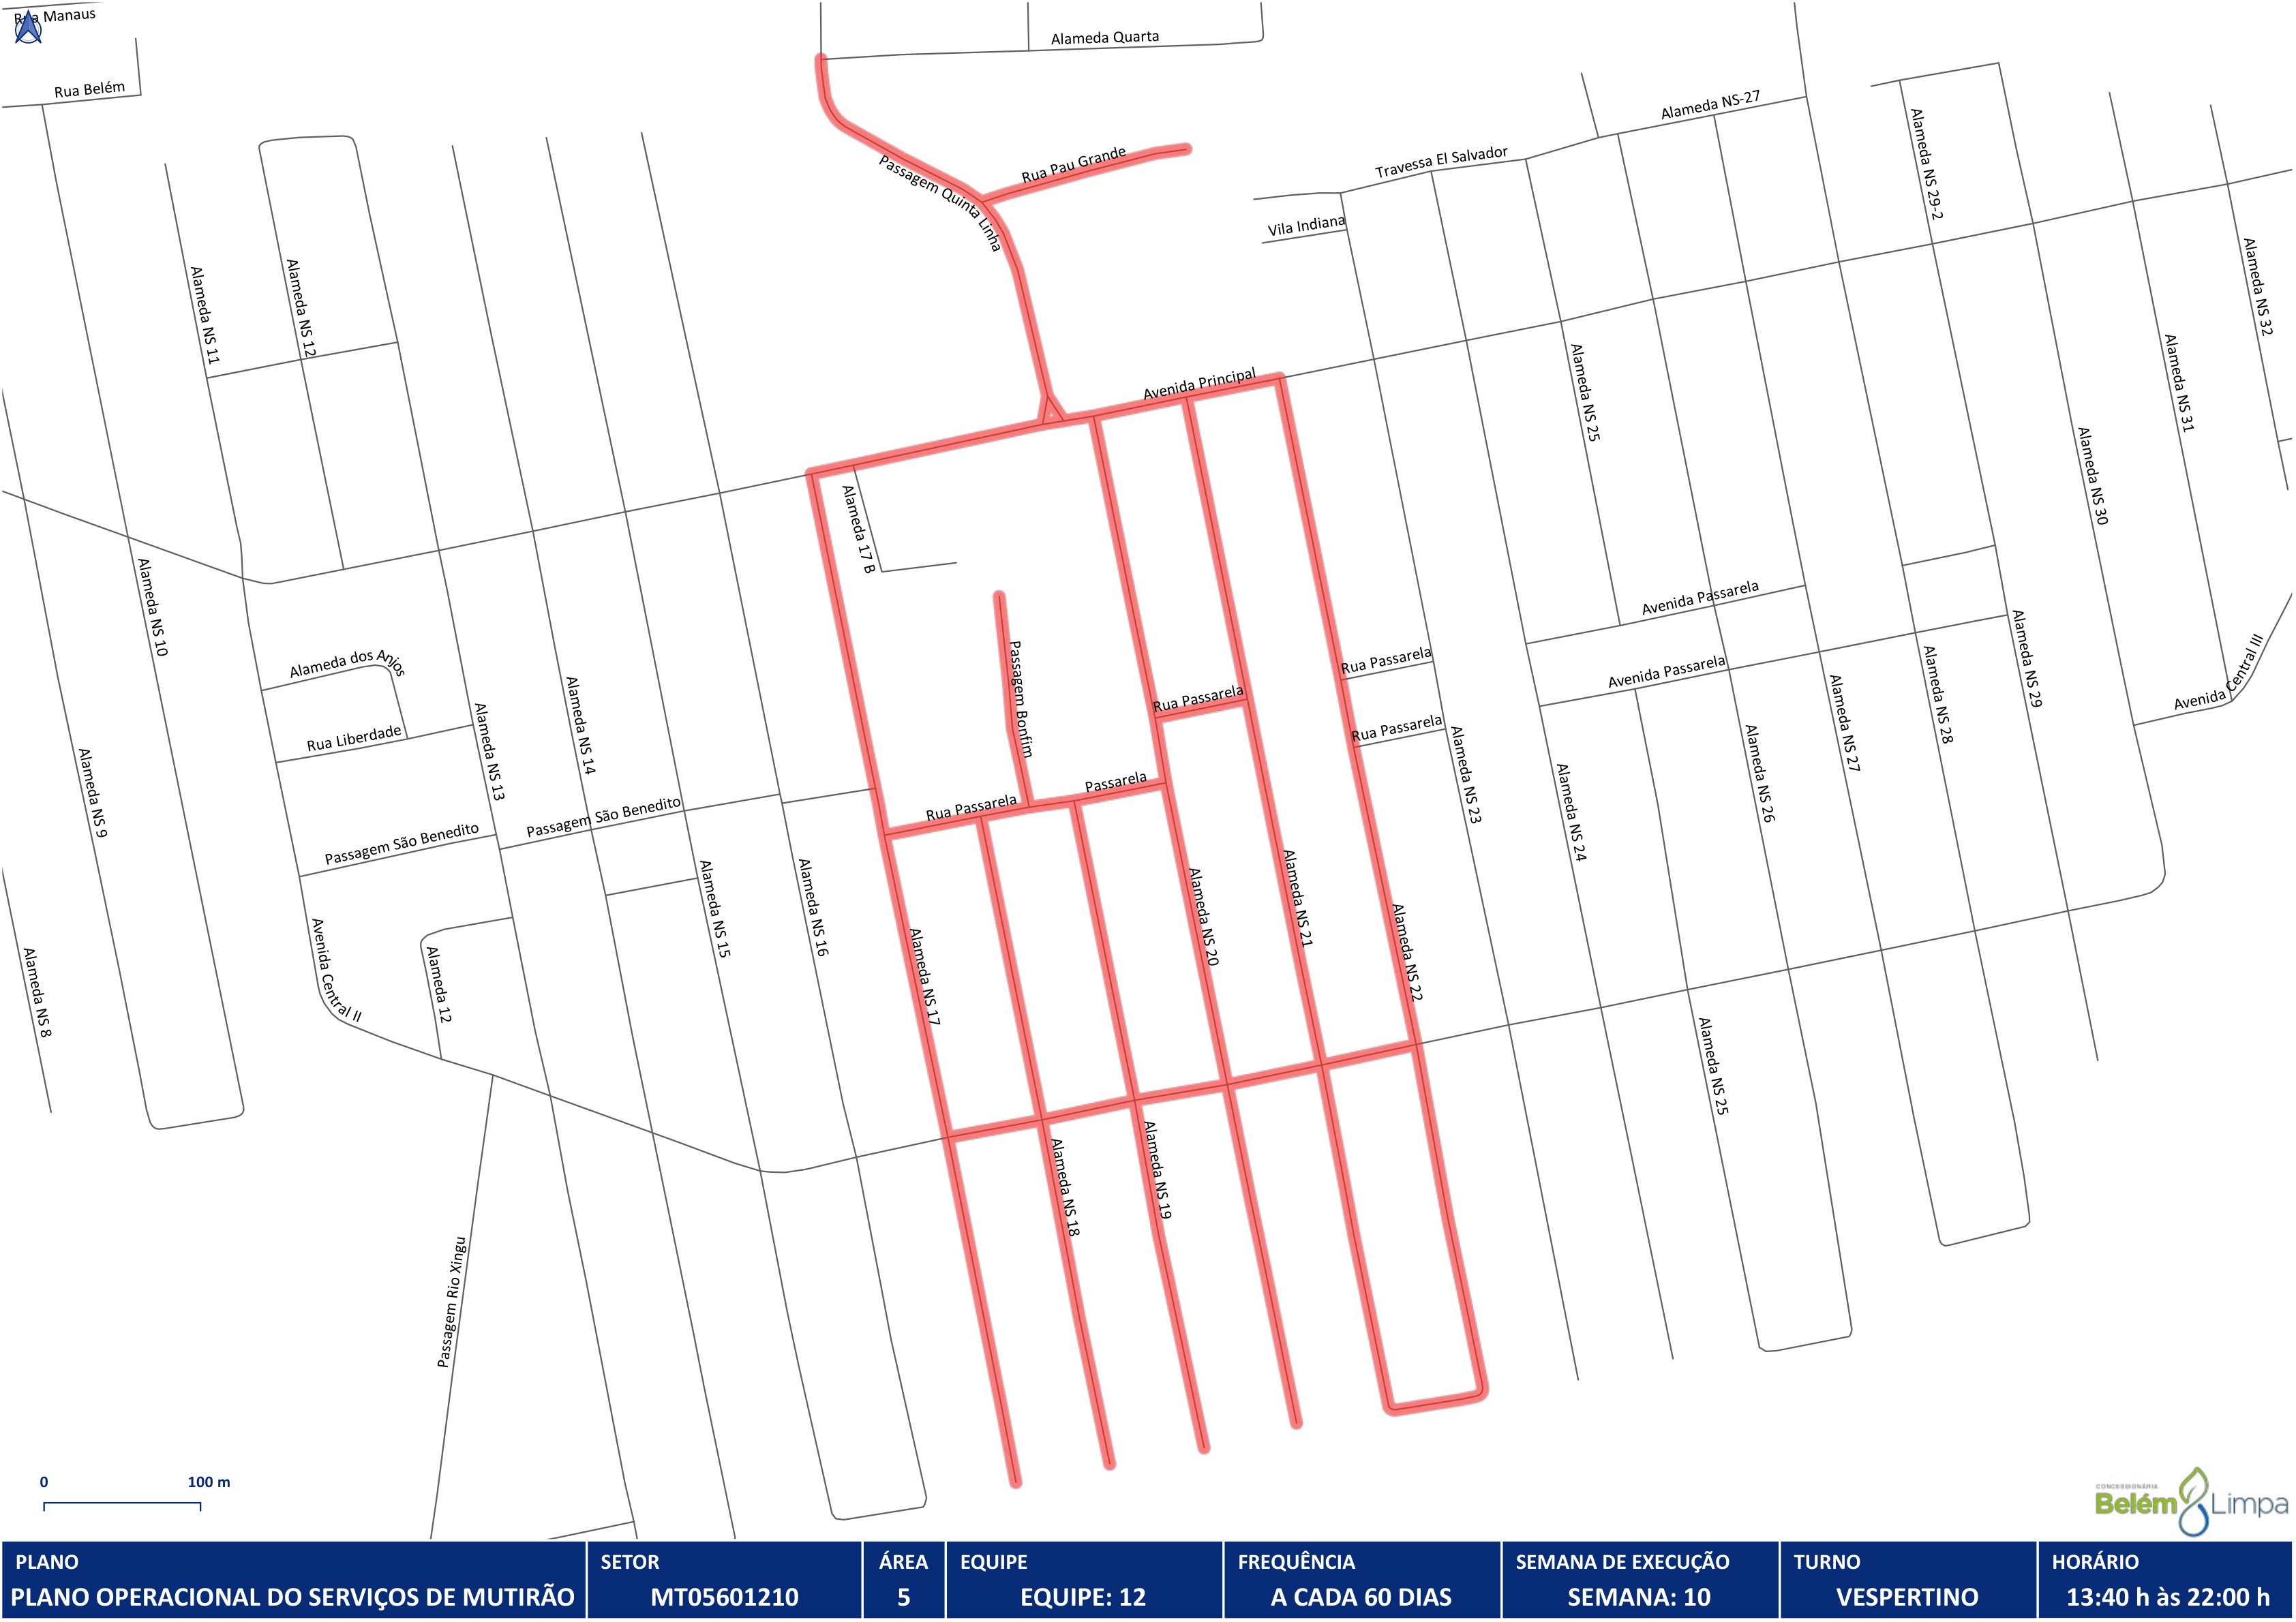 Rua Manaus
Alameda Quarta
Rua Belém
Alameda NS-27
Alameda NS 29-2
Travessa El Salvador
Rua Pau Grande
Passagem Quinta Linha
Vila Indiana
Alameda NS 11
Alameda NS 12
Alameda NS 32
Alameda NS 31
Alameda NS 25
Avenida Principal
Alameda NS 30
Alameda 17 B
Alameda NS 10
Avenida Passarela
Alameda dos Anjos
Passagem Bonfim
Rua Passarela
Avenida Passarela
Alameda NS 29
Avenida Central III
Alameda NS 14
Alameda NS 13
Rua Liberdade
Rua Passarela
Rua Passarela
Alameda NS 28
Alameda NS 27
Alameda NS 26
Alameda NS 9
Passagem São Benedito
Passagem São Benedito
Rua Passarela
Passarela
Alameda NS 23
Alameda NS 24
Alameda NS 15
Alameda NS 16
Alameda NS 20
Alameda NS 21
Alameda NS 22
Alameda NS 17
Alameda NS 8
Avenida Central II
Alameda 12
Alameda NS 25
Alameda NS 18
Alameda NS 19
Passagem Rio Xingu
0 100 m
CONCESSIONÁRIA
Belém Limpa
PLANO SETOR ÁREA EQUIPE FREQUÊNCIA SEMANA DE EXECUÇÃO TURNO HORÁRIO
PLANO OPERACIONAL DO SERVIÇOS DE MUTIRÃO MT05601210 5 EQUIPE: 12 A CADA 60 DIAS SEMANA: 10 VESPERTINO 13:40 h às 22:00 h